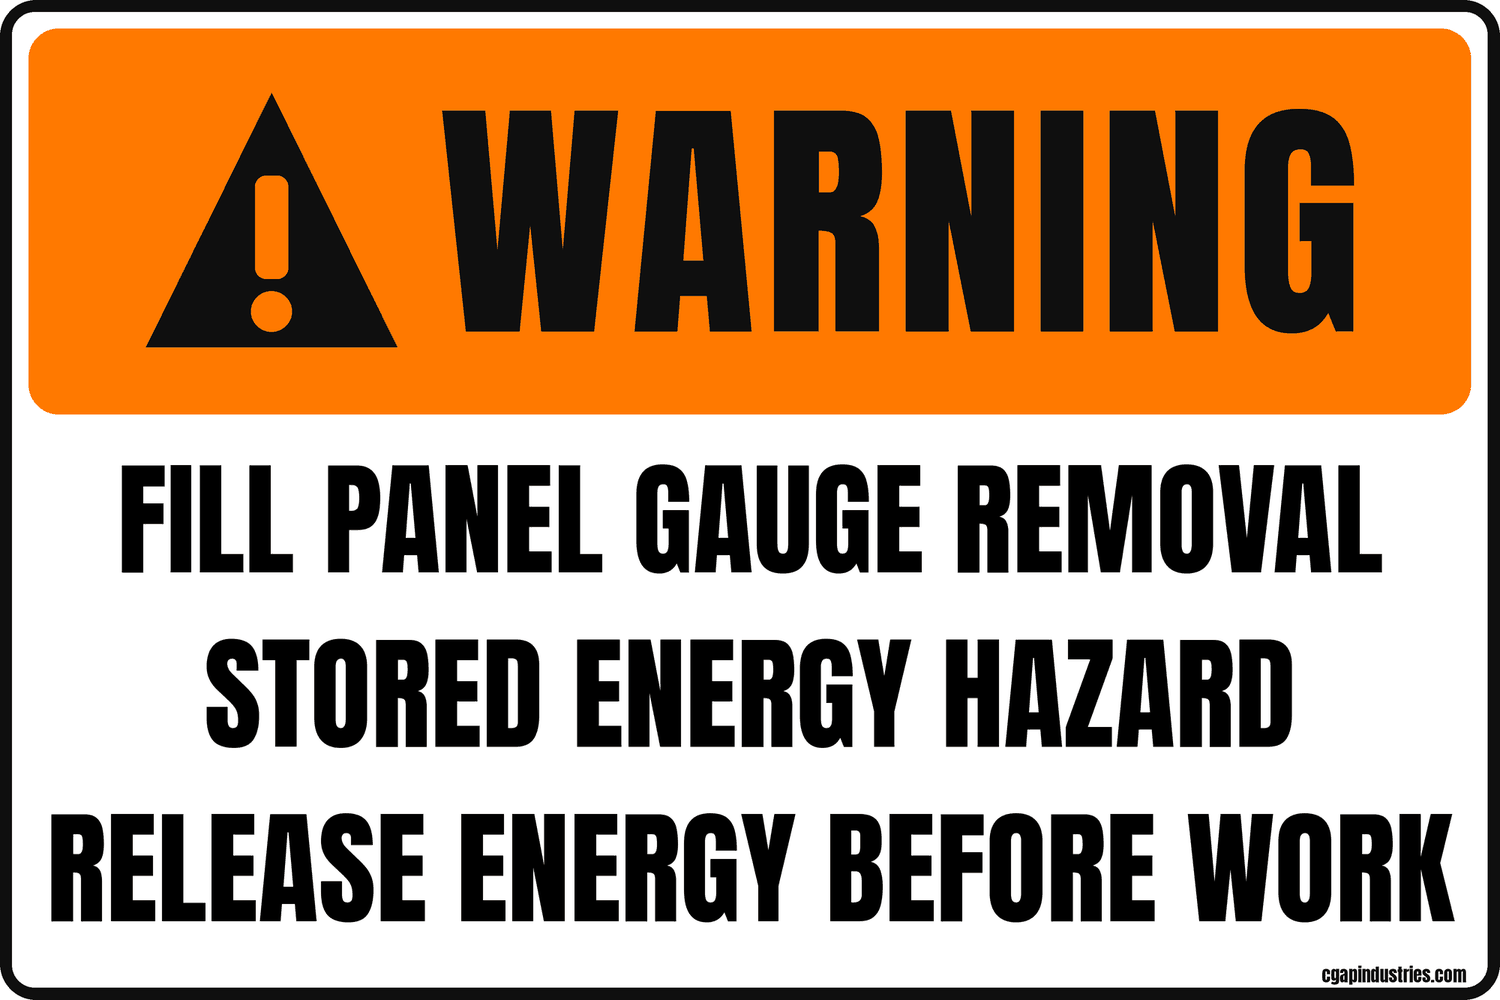 WARNING
FILL PANEL GAUGE REMOVAL
STORED ENERGY HAZARD
RELEASE ENERGY BEFORE WORK
cgapindustries.com